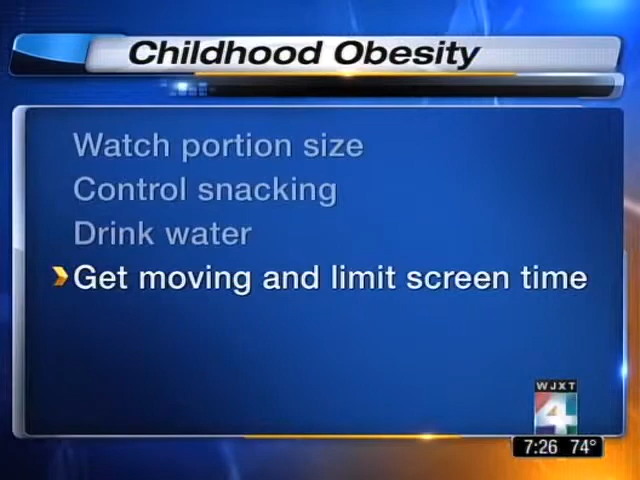 Childhood Obesity
Watch portion size
Control snacking
Drink water
Get moving and limit screen time
WJXT
4
7:26 74°